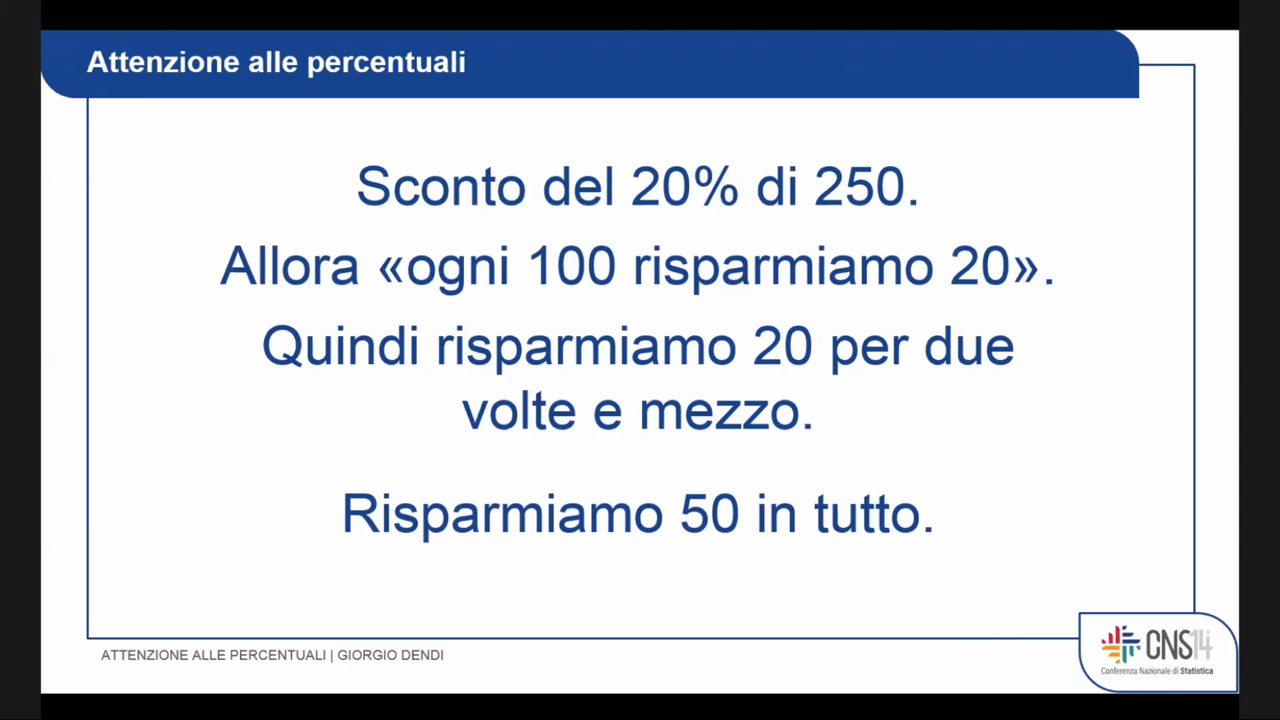 Attenzione alle percentuali
Sconto del 20% di 250.
Allora «ogni 100 risparmiamo 20».
Quindi risparmiamo 20 per due
volte e mezzo.
Risparmiamo 50 in tutto.
ATTENZIONE ALLE PERCENTUALI | GIORGIO DENDI
CNS14
Conferenza Nazionale di Statistica